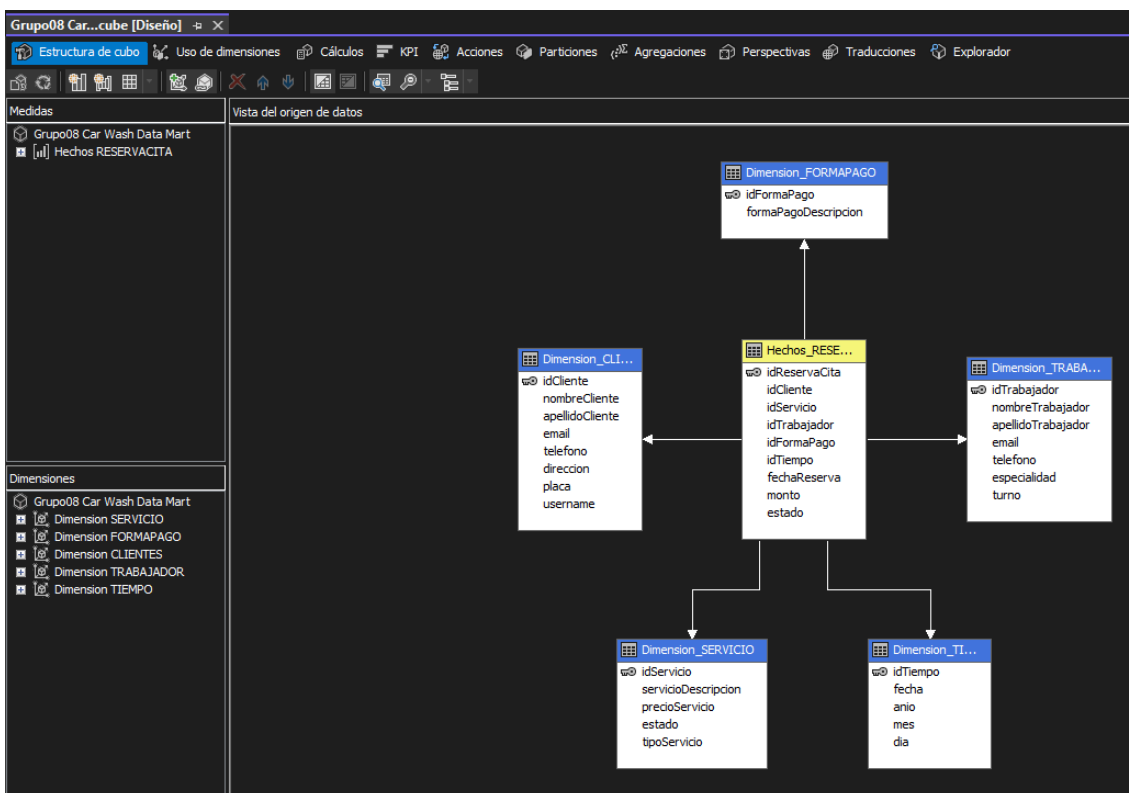 Grupo08 Car...cube [Diseño]
Estructura de cubo Uso de dimensiones Cálculos KPI Acciones Particiones Agregaciones Perspectivas Traducciones Explorador
Medidas
Grupo08 Car Wash Data Mart
Hechos RESERVACITA
Dimensiones
Grupo08 Car Wash Data Mart
Dimension SERVICIO
Dimension FORMAPAGO
Dimension CLIENTES
Dimension TRABAJADOR
Dimension TIEMPO
Vista del origen de datos
Dimension_FORMAPAGO
idFormaPago
formaPagoDescripcion
Dimension_CLI...
idCliente
nombreCliente
apellidoCliente
email
telefono
direccion
placa
username
Hechos_RESE...
idReservaCita
idCliente
idServicio
idTrabajador
idFormaPago
idTiempo
fechaReserva
monto
estado
Dimension_TRABA...
idTrabajador
nombreTrabajador
apellidoTrabajador
email
telefono
especialidad
turno
Dimension_SERVICIO
idServicio
servicioDescripcion
precioServicio
estado
tipoServicio
Dimension_TI...
idTiempo
fecha
anio
mes
dia